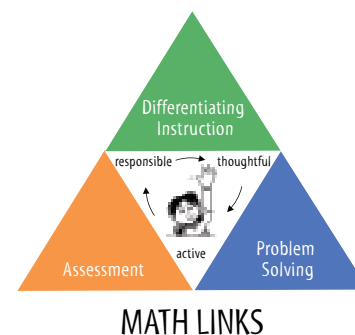 Differentiating
Instruction
responsible
thoughtful
active
Assessment
Problem
Solving
MATH LINKS